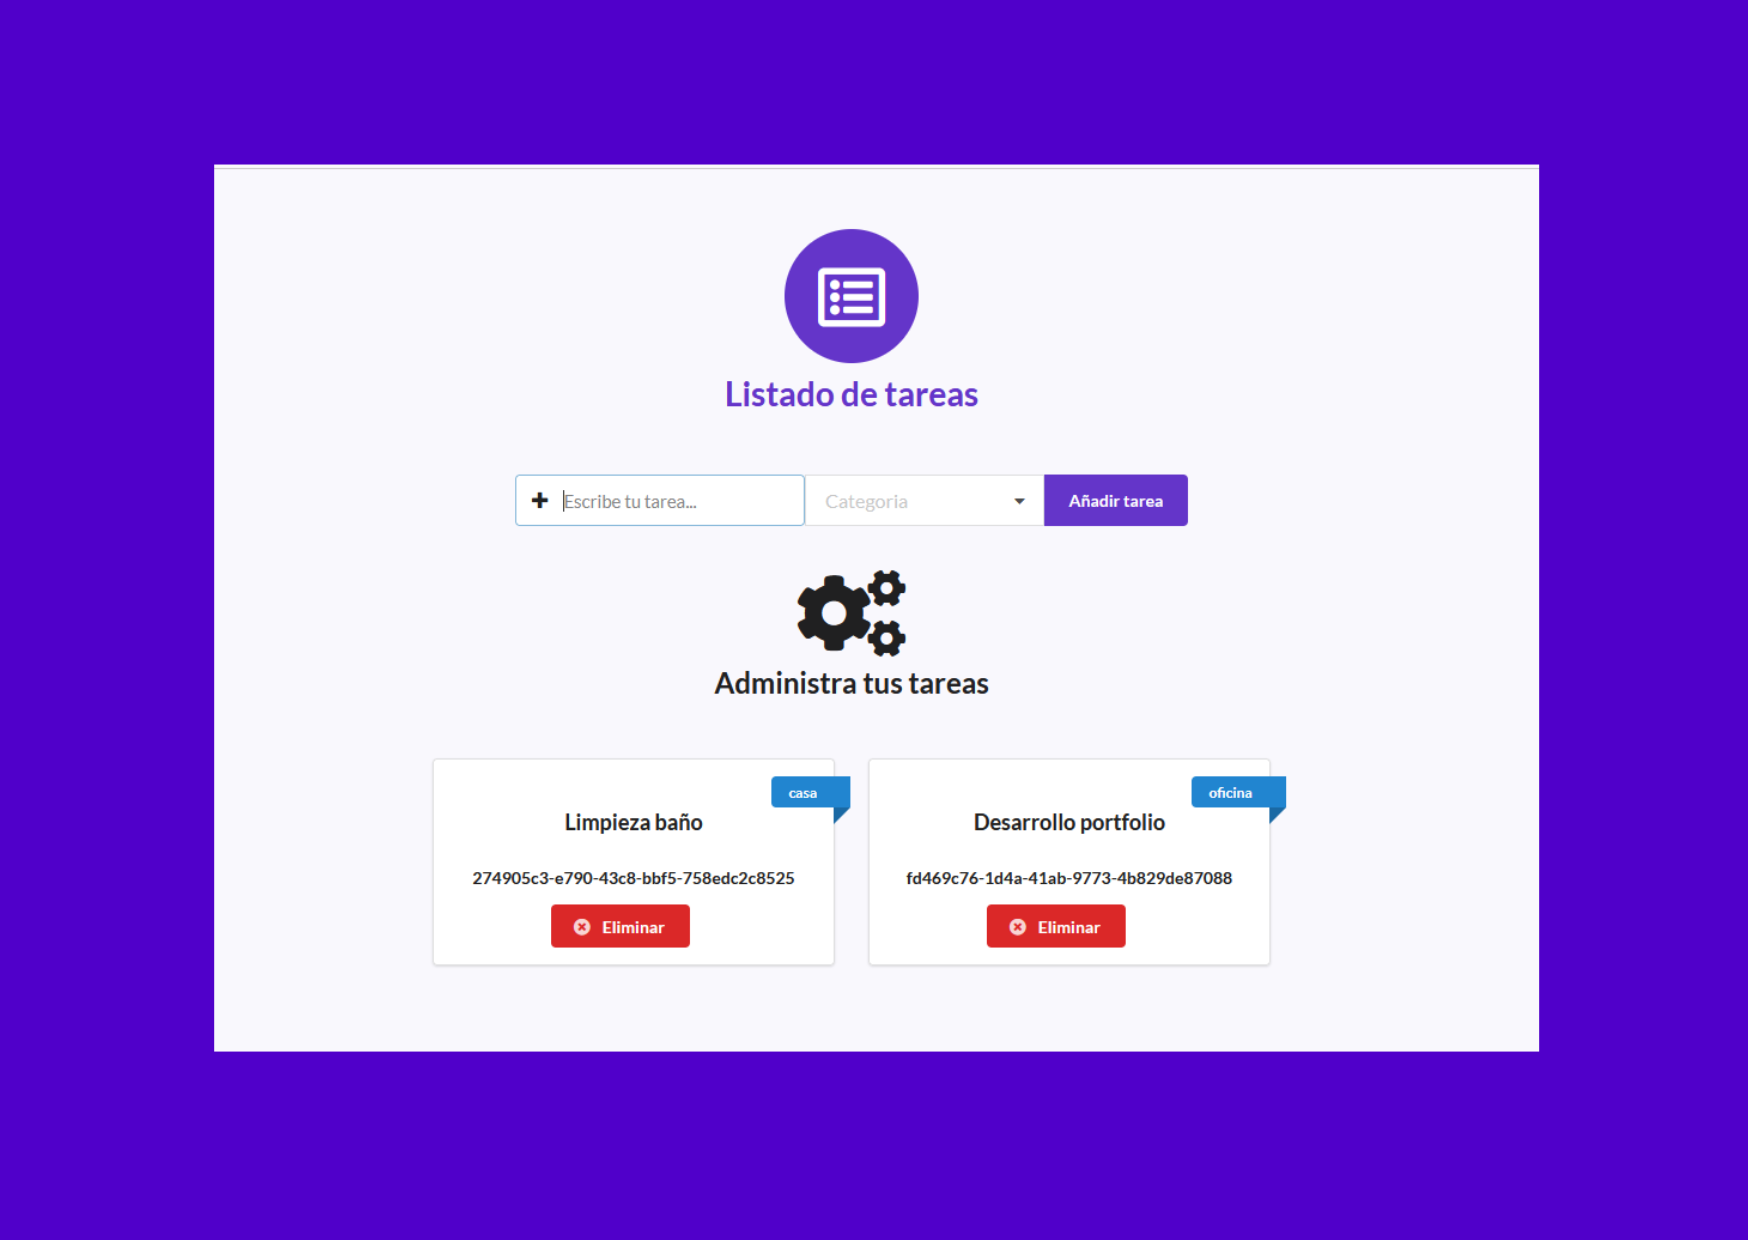 Listado de tareas
Escribe tu tarea...
Categoria
Añadir tarea
Administra tus tareas
casa
Limpieza baño
274905c3-e790-43c8-bbf5-758edc2c8525
Eliminar
oficina
Desarrollo portfolio
fd469c76-1d4a-41ab-9773-4b829de87088
Eliminar